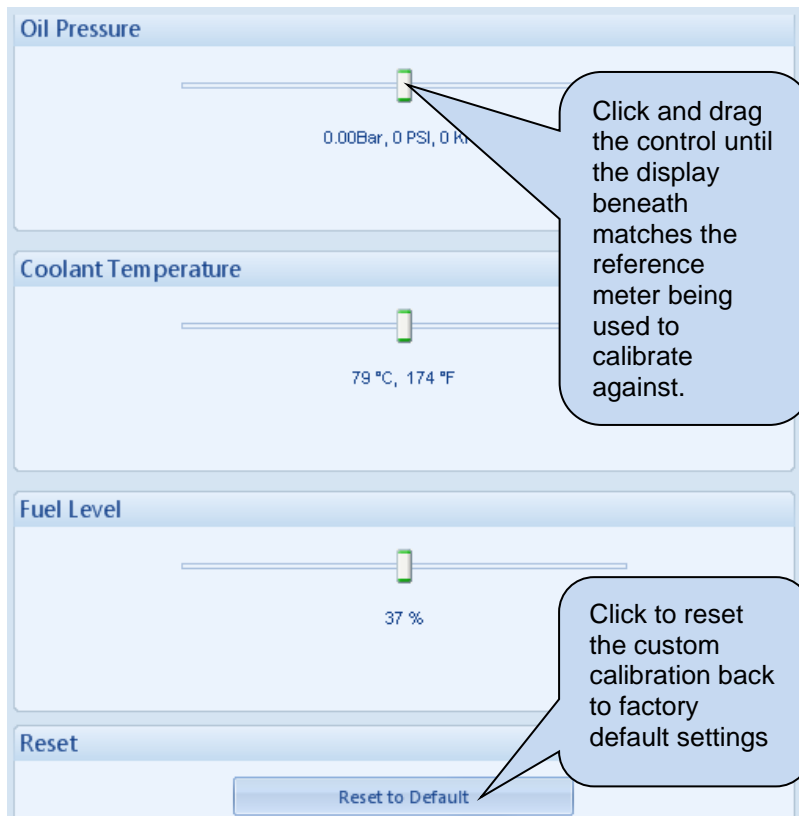 Oil Pressure
0.00Bar, 0 PSI, 0
Click and drag
the control until
the display
beneath
matches the
reference
meter being
used to
calibrate
against.
Coolant Temperature
79 °C, 174 °F
Fuel Level
37 %
Click to reset
the custom
calibration back
to factory
default settings
Reset
Reset to Default